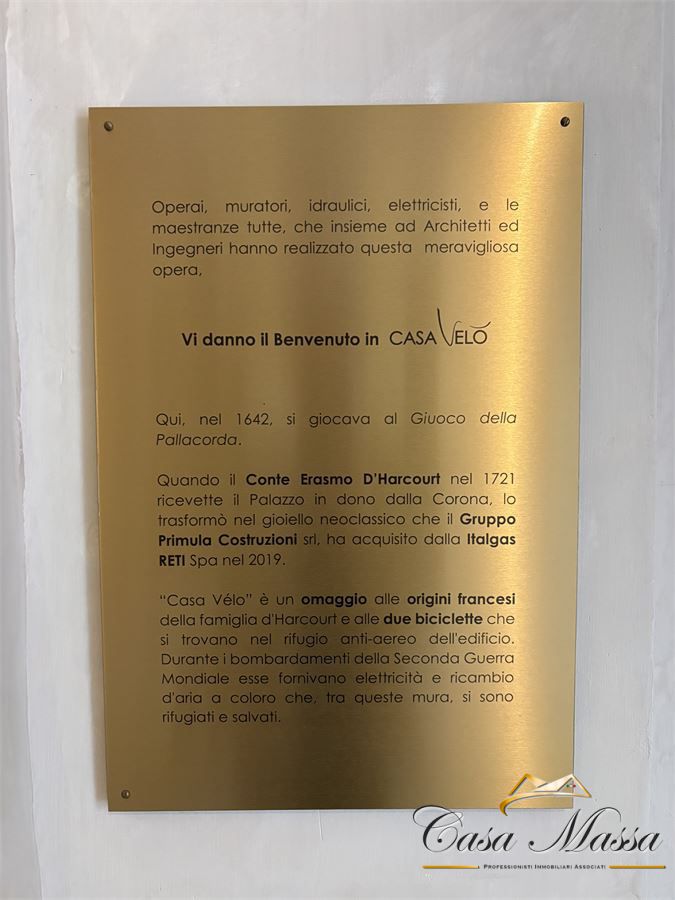 Operai, muratori, idraulici, elettricisti, e le
maestranze tutte, che insieme ad Architetti ed
Ingegneri hanno realizzato questa meravigliosa
opera,
Vi danno il Benvenuto in CASA VELÒ
Qui, nel 1642, si giocava al Giuoco della
Pallacorda.
Quando il Conte Erasmo D'Harcourt nel 1721
ricevette il Palazzo in dono dalla Corona, lo
trasformò nel gioiello neoclassico che il Gruppo
Primula Costruzioni srl, ha acquisito dalla Italgas
RETI Spa nel 2019.
“Casa Vélo” è un omaggio alle origini francesi
della famiglia d'Harcourt e alle due biciclette che
si trovano nel rifugio anti-aereo dell'edificio.
Durante i bombardamenti della Seconda Guerra
Mondiale esse fornivano elettricità e ricambio
d'aria a coloro che, tra queste mura, si sono
rifugiati e salvati.
Casa Massa
Professionisti Immobiliari Associati